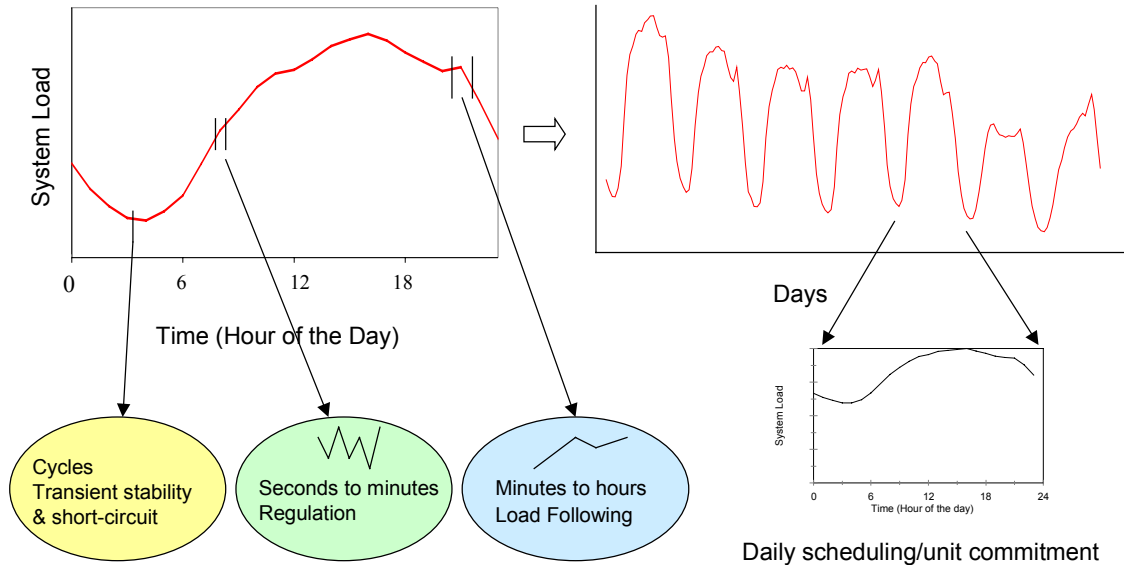 System Load
0
6
12
18
Time (Hour of the Day)
Days
System Load
0
6
12
18
24
Time (Hour of the day)
Cycles
Transient stability
& short-circuit
Seconds to minutes
Regulation
Minutes to hours
Load Following
Daily scheduling/unit commitment